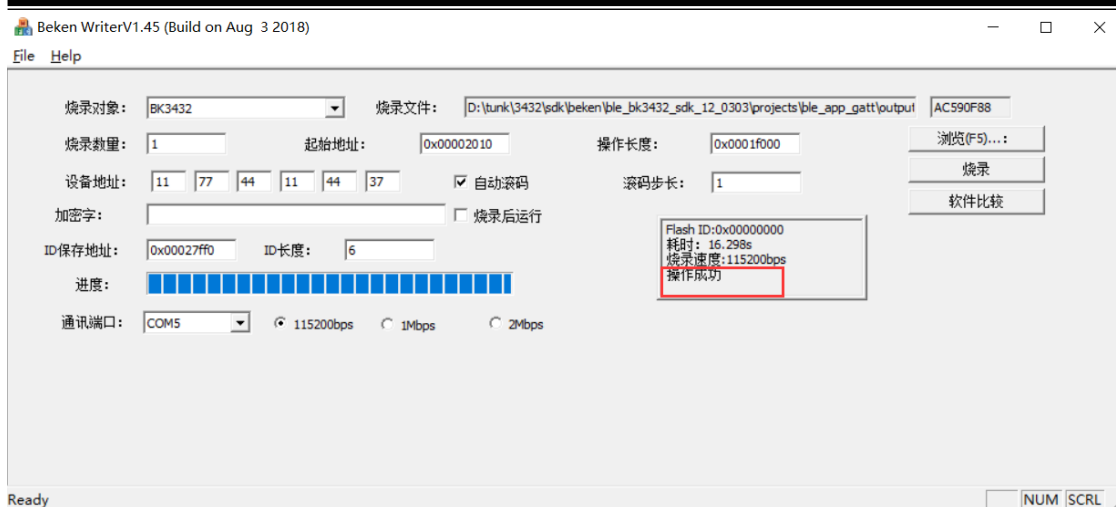 Beken WriterV1.45 (Build on Aug 3 2018)
File Help
烧录对象： BK3432 烧录文件： D:\tunk\3432\sdk\beken\ble_bk3432_sdk_12_0303\projects\ble_app_gatt\output AC590F88
烧录数量： 1 起始地址： 0x00002010 操作长度： 0x0001f000 浏览(F5)...：
设备地址： 11 77 44 11 44 37 自动滚码 滚码步长： 1 烧录
加密字： 烧录后运行 软件比较
ID保存地址： 0x00027ff0 ID长度： 6
Flash ID:0x00000000
耗时：16.298s
烧录速度:115200bps
操作成功
进度：
通讯端口： COM5 115200bps 1Mbps 2Mbps
Ready NUM SCRL